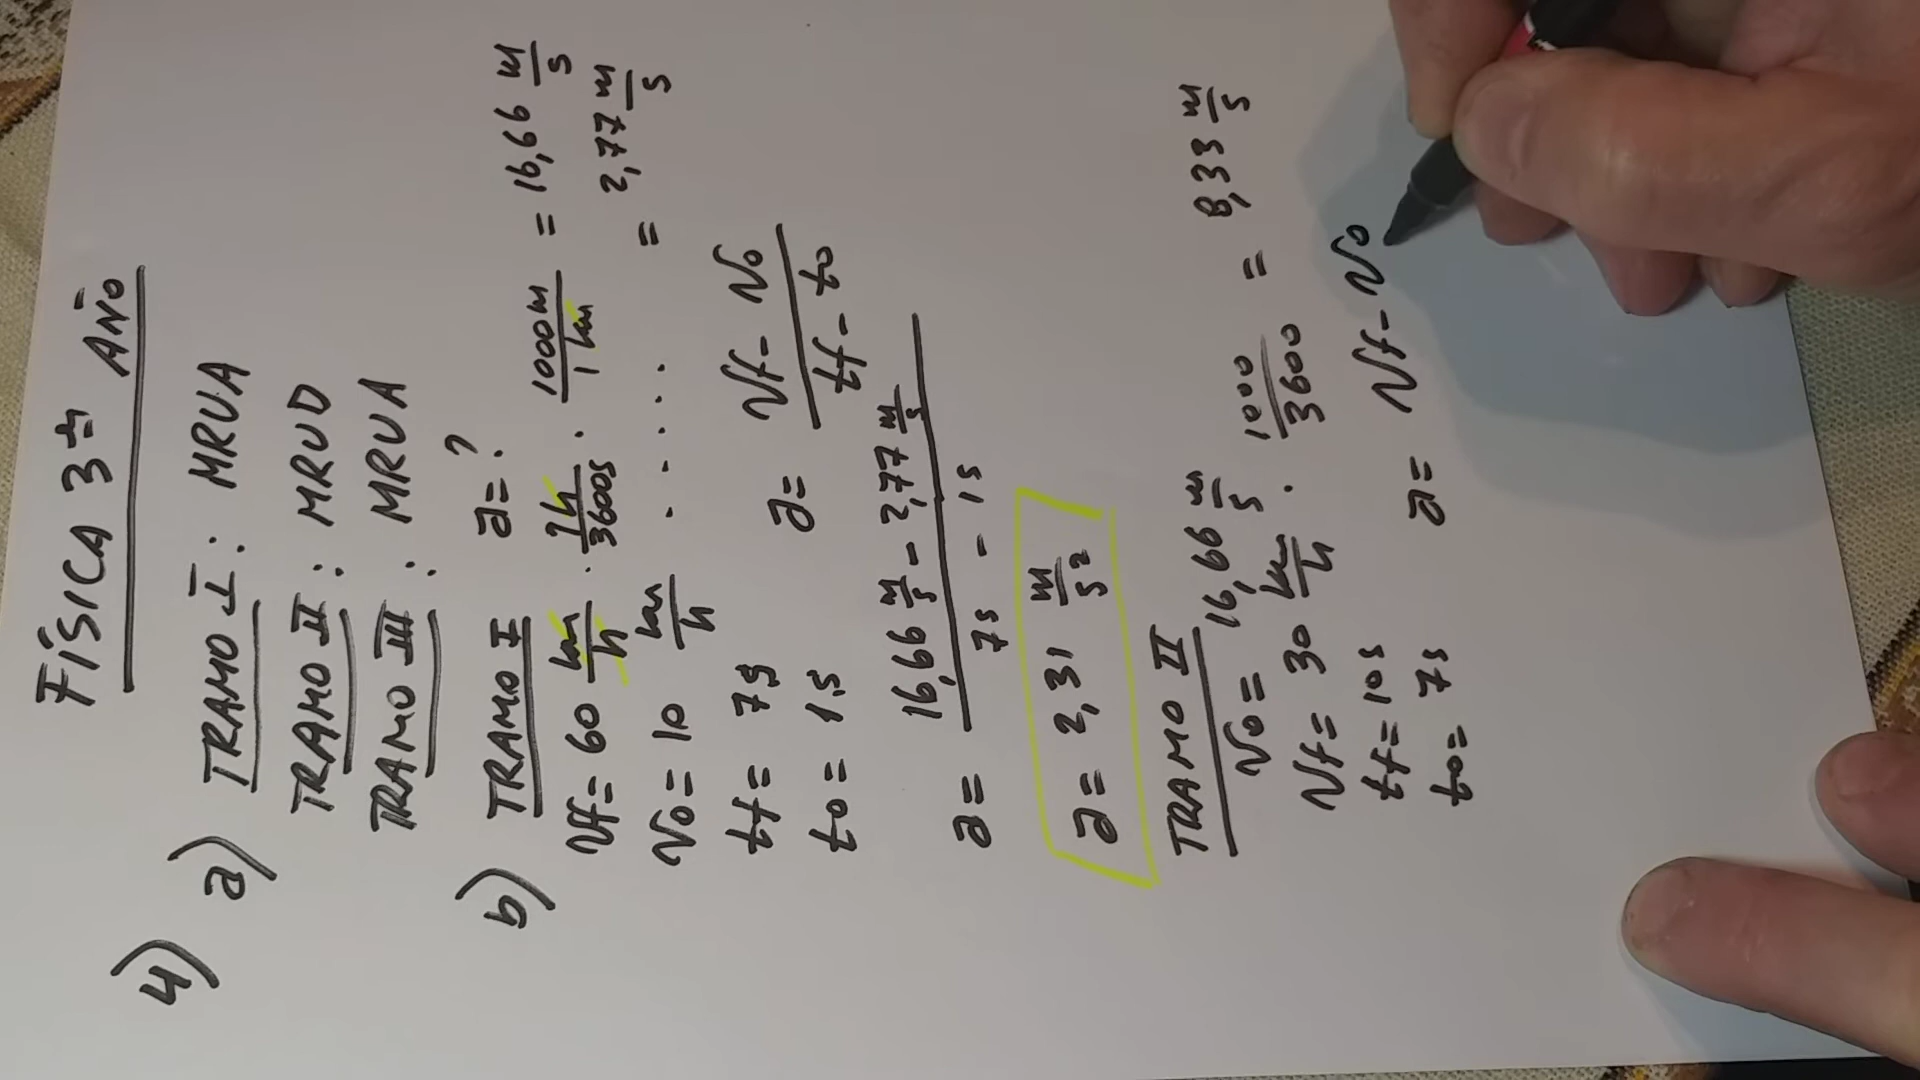 FÍSICA 3er AÑO
4) a) TRAMO I: MRUA
TRAMO II: MRUD
TRAMO III: MRUA
b) TRAMO I a=?
Vf= 60 km/h · 1h/3600s · 1000m/1km = 16,66 m/s
Vo= 10 km/h · . . . . = 2,77 m/s
tf= 7s
to= 1s
a= Vf-Vo/tf-to
a= 16,66 m/s - 2,77 m/s / 7s - 1s
a= 2,31 m/s²
TRAMO II
Vo= 16,66 m/s
Vf= 30 km/h · 1000/3600 = 8,33 m/s
tf= 10s
to= 7s
a= Vf-Vo